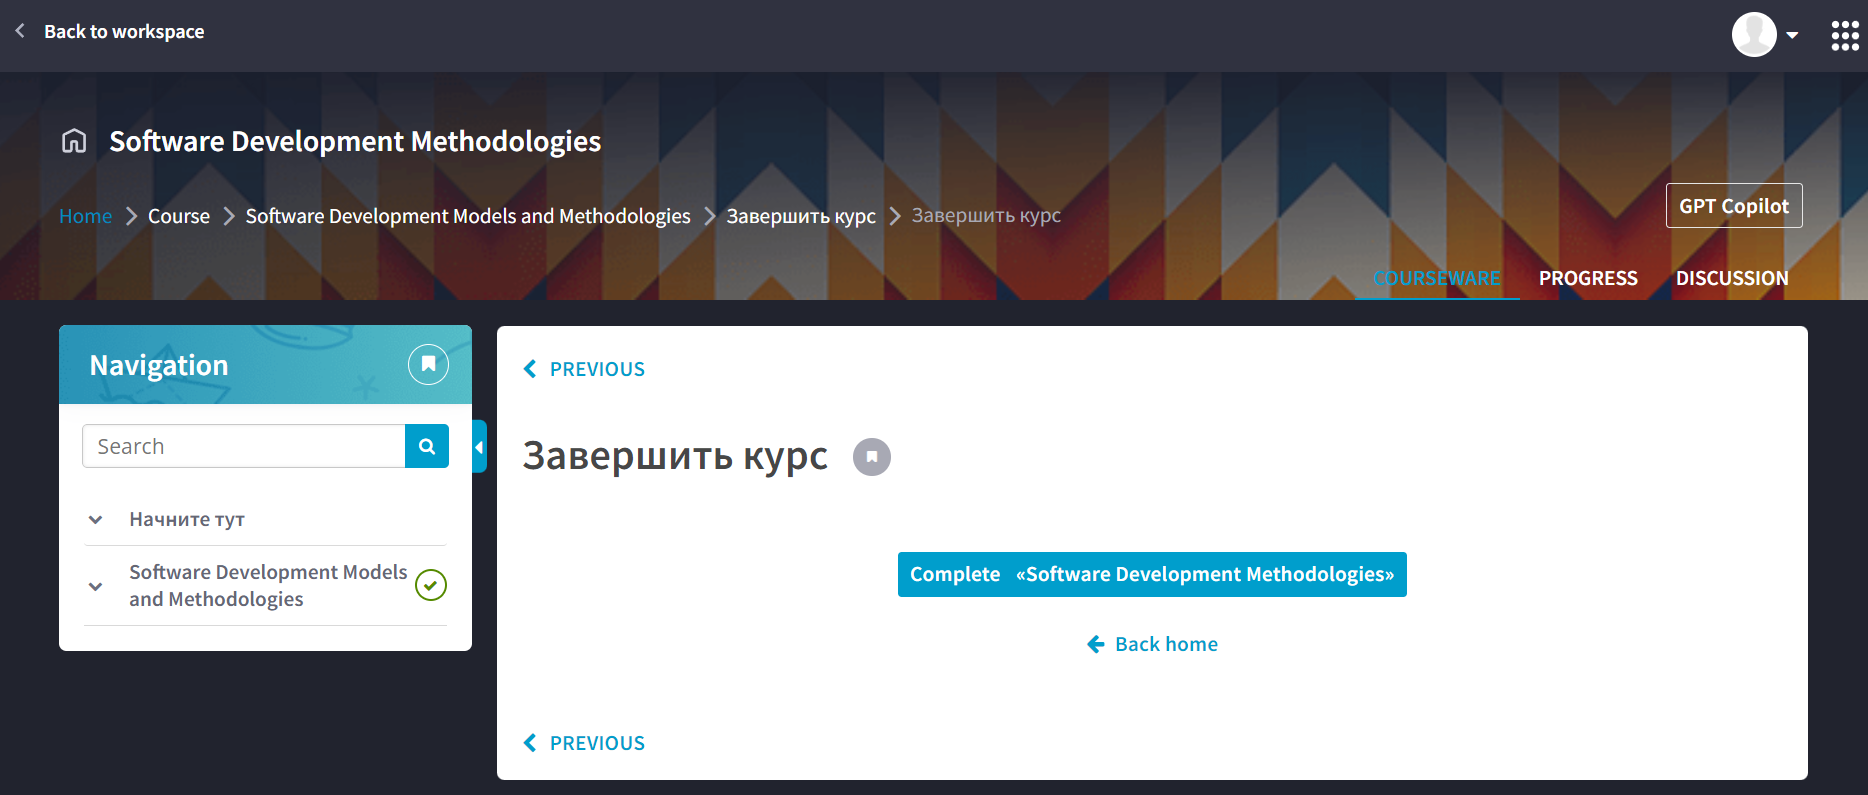 Back to workspace
Software Development Methodologies
Home Course Software Development Models and Methodologies Завершить курс Завершить курс
GPT Copilot
COURSEWARE PROGRESS DISCUSSION
Navigation
Search
Начните тут
Software Development Models
and Methodologies
PREVIOUS
Завершить курс
Complete «Software Development Methodologies»
Back home
PREVIOUS